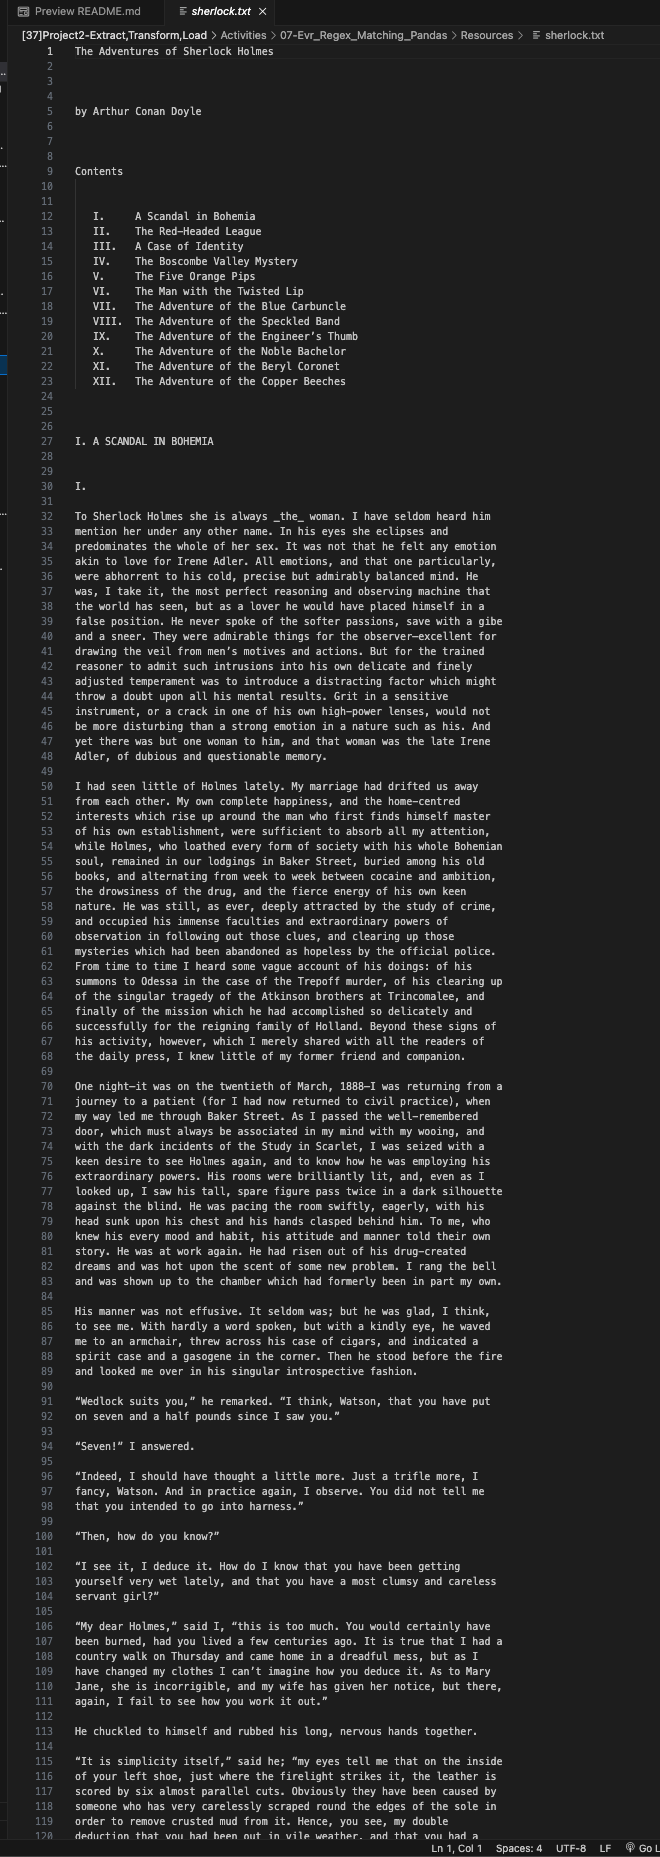 Preview README.md
sherlock.txt
[37]Project2-Extract,Transform,Load > Activities > 07-Evr_Regex_Matching_Pandas > Resources > sherlock.txt
1 The Adventures of Sherlock Holmes
2
3
4
5 by Arthur Conan Doyle
6
7
8
9 Contents
10
11
12 I. A Scandal in Bohemia
13 II. The Red-Headed League
14 III. A Case of Identity
15 IV. The Boscombe Valley Mystery
16 V. The Five Orange Pips
17 VI. The Man with the Twisted Lip
18 VII. The Adventure of the Blue Carbuncle
19 VIII. The Adventure of the Speckled Band
20 IX. The Adventure of the Engineer’s Thumb
21 X. The Adventure of the Noble Bachelor
22 XI. The Adventure of the Beryl Coronet
23 XII. The Adventure of the Copper Beeches
24
25
26
27 I. A SCANDAL IN BOHEMIA
28
29
30 I.
31
32 To Sherlock Holmes she is always _the_ woman. I have seldom heard him
33 mention her under any other name. In his eyes she eclipses and
34 predominates the whole of her sex. It was not that he felt any emotion
35 akin to love for Irene Adler. All emotions, and that one particularly,
36 were abhorrent to his cold, precise but admirably balanced mind. He
37 was, I take it, the most perfect reasoning and observing machine that
38 the world has seen, but as a lover he would have placed himself in a
39 false position. He never spoke of the softer passions, save with a gibe
40 and a sneer. They were admirable things for the observer—excellent for
41 drawing the veil from men’s motives and actions. But for the trained
42 reasoner to admit such intrusions into his own delicate and finely
43 adjusted temperament was to introduce a distracting factor which might
44 throw a doubt upon all his mental results. Grit in a sensitive
45 instrument, or a crack in one of his own high-power lenses, would not
46 be more disturbing than a strong emotion in a nature such as his. And
47 yet there was but one woman to him, and that woman was the late Irene
48 Adler, of dubious and questionable memory.
49
50 I had seen little of Holmes lately. My marriage had drifted us away
51 from each other. My own complete happiness, and the home-centred
52 interests which rise up around the man who first finds himself master
53 of his own establishment, were sufficient to absorb all my attention,
54 while Holmes, who loathed every form of society with his whole Bohemian
55 soul, remained in our lodgings in Baker Street, buried among his old
56 books, and alternating from week to week between cocaine and ambition,
57 the drowsiness of the drug, and the fierce energy of his own keen
58 nature. He was still, as ever, deeply attracted by the study of crime,
59 and occupied his immense faculties and extraordinary powers of
60 observation in following out those clues, and clearing up those
61 mysteries which had been abandoned as hopeless by the official police.
62 From time to time I heard some vague account of his doings: of his
63 summons to Odessa in the case of the Trepoff murder, of his clearing up
64 of the singular tragedy of the Atkinson brothers at Trincomalee, and
65 finally of the mission which he had accomplished so delicately and
66 successfully for the reigning family of Holland. Beyond these signs of
67 his activity, however, which I merely shared with all the readers of
68 the daily press, I knew little of my former friend and companion.
69
70 One night—it was on the twentieth of March, 1888—I was returning from a
71 journey to a patient (for I had now returned to civil practice), when
72 my way led me through Baker Street. As I passed the well-remembered
73 door, which must always be associated in my mind with my wooing, and
74 with the dark incidents of the Study in Scarlet, I was seized with a
75 keen desire to see Holmes again, and to know how he was employing his
76 extraordinary powers. His rooms were brilliantly lit, and, even as I
77 looked up, I saw his tall, spare figure pass twice in a dark silhouette
78 against the blind. He was pacing the room swiftly, eagerly, with his
79 head sunk upon his chest and his hands clasped behind him. To me, who
80 knew his every mood and habit, his attitude and manner told their own
81 story. He was at work again. He had risen out of his drug-created
82 dreams and was hot upon the scent of some new problem. I rang the bell
83 and was shown up to the chamber which had formerly been in part my own.
84
85 His manner was not effusive. It seldom was; but he was glad, I think,
86 to see me. With hardly a word spoken, but with a kindly eye, he waved
87 me to an armchair, threw across his case of cigars, and indicated a
88 spirit case and a gasogene in the corner. Then he stood before the fire
89 and looked me over in his singular introspective fashion.
90
91 “Wedlock suits you,” he remarked. “I think, Watson, that you have put
92 on seven and a half pounds since I saw you.”
93
94 “Seven!” I answered.
95
96 “Indeed, I should have thought a little more. Just a trifle more, I
97 fancy, Watson. And in practice again, I observe. You did not tell me
98 that you intended to go into harness.”
99
100 “Then, how do you know?”
101
102 “I see it, I deduce it. How do I know that you have been getting
103 yourself very wet lately, and that you have a most clumsy and careless
104 servant girl?”
105
106 “My dear Holmes,” said I, “this is too much. You would certainly have
107 been burned, had you lived a few centuries ago. It is true that I had a
108 country walk on Thursday and came home in a dreadful mess, but as I
109 have changed my clothes I can’t imagine how you deduce it. As to Mary
110 Jane, she is incorrigible, and my wife has given her notice, but there,
111 again, I fail to see how you work it out.”
112
113 He chuckled to himself and rubbed his long, nervous hands together.
114
115 “It is simplicity itself,” said he; “my eyes tell me that on the inside
116 of your left shoe, just where the firelight strikes it, the leather is
117 scored by six almost parallel cuts. Obviously they have been caused by
118 someone who has very carelessly scraped round the edges of the sole in
119 order to remove crusted mud from it. Hence, you see, my double
120 deduction that you had been out in vile weather, and that you had a
Ln 1, Col 1 Spaces: 4 UTF-8 LF Go L